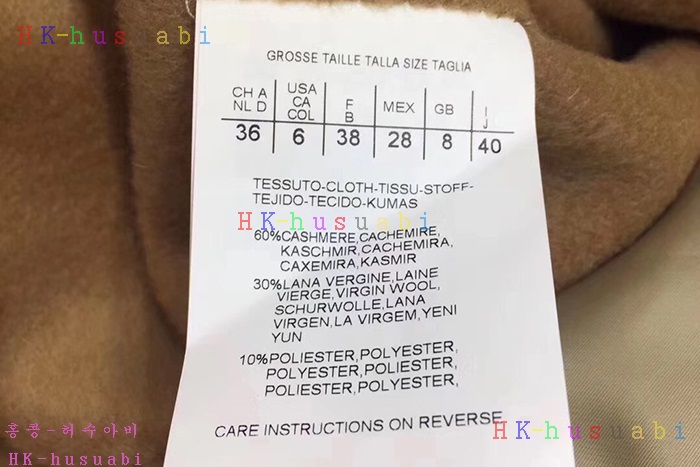 HK-husuabi
GROSSE TAILLE TALLA SIZE TAGLIA
CH A USA F MEX GB I
NL D CA B J
COL
36 6 38 28 8 40
TESSUTO-CLOTH-TISSU-STOFF-
TEJIDO-TECIDO-KUMAS
HK-husuabi
60%CASHMERE,CACHEMIRE,
KASCHMIR,CACHEMIRA,
CAXEMIRA,KASMIR
30%LANA VERGINE,LAINE
VIERGE,VIRGIN WOOL,
SCHURWOLLE,LANA
VIRGEN,LA VIRGEM,YENI
YUN
10%POLIESTER,POLYESTER,
POLYESTER,POLIESTER,
POLIESTER,POLYESTER,
CARE INSTRUCTIONS ON REVERSE
HK-husuabi
홍콩-허수아비
HK-husuabi